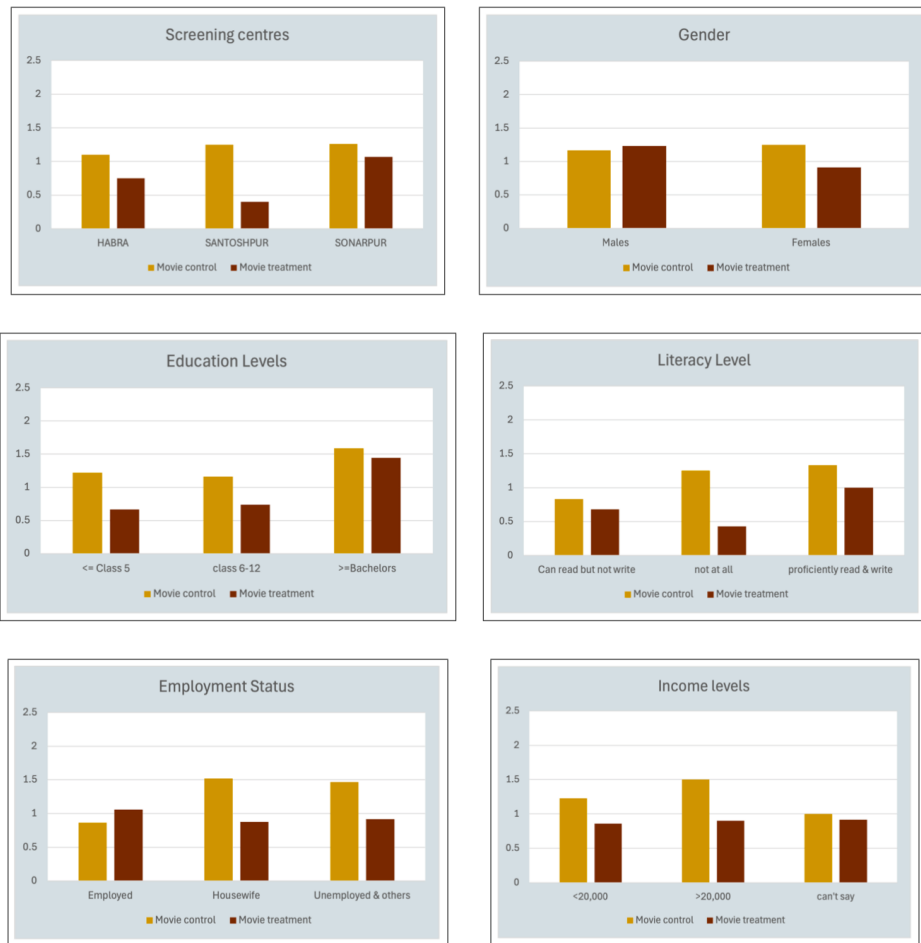 Screening centres
2.5
2
1.5
1
0.5
0
HABRA SANTOSHPUR SONARPUR
Movie control Movie treatment
Gender
2.5
2
1.5
1
0.5
0
Males Females
Movie control Movie treatment
Education Levels
2.5
2
1.5
1
0.5
0
<= Class 5 class 6-12 >=Bachelors
Movie control Movie treatment
Literacy Level
2.5
2
1.5
1
0.5
0
Can read but not write not at all proficiently read & write
Movie control Movie treatment
Employment Status
2.5
2
1.5
1
0.5
0
Employed Housewife Unemployed & others
Movie control Movie treatment
Income levels
2.5
2
1.5
1
0.5
0
<20,000 >20,000 can't say
Movie control Movie treatment